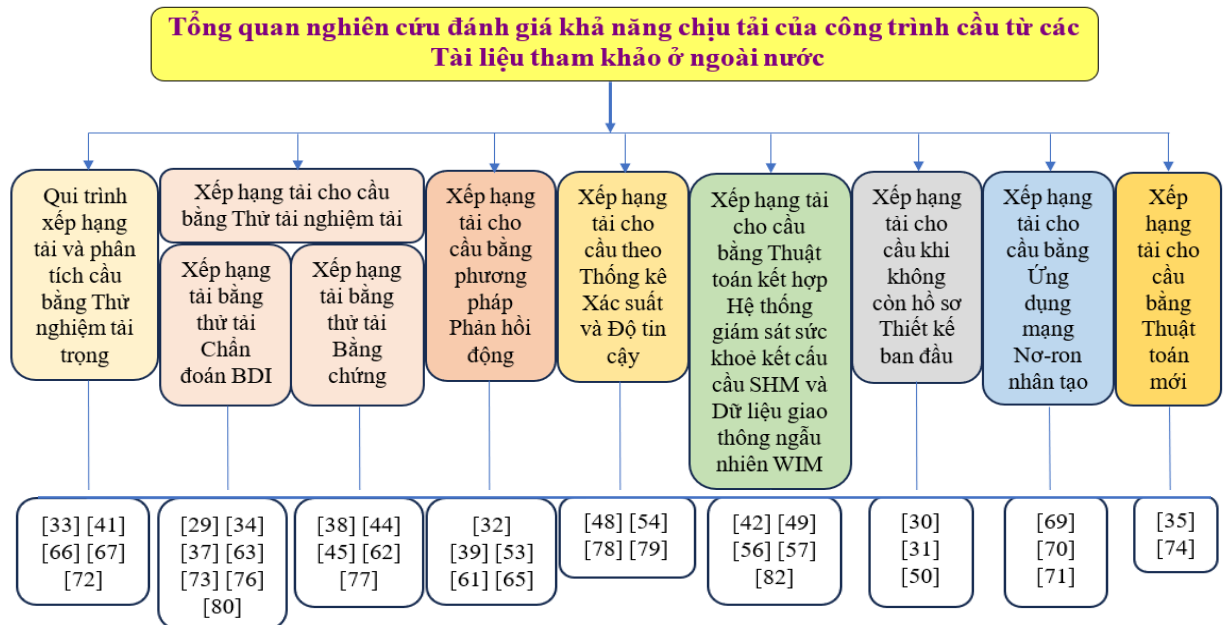 Tổng quan nghiên cứu đánh giá khả năng chịu tải của công trình cầu từ các
Tài liệu tham khảo ở ngoài nước
Qui trình
xếp hạng
tải và phân
tích cầu
bằng Thử
nghiệm tải
trọng
Xếp hạng tải cho cầu
bằng Thử tải nghiệm tải
Xếp hạng
tải bằng
thử tải
Chẩn
đoán BDI
Xếp hạng
tải bằng
thử tải
Bằng
chứng
Xếp hạng
tải cho
cầu bằng
phương
pháp
Phản hồi
động
Xếp hạng
tải cho
cầu theo
Thống kê
Xác suất
và Độ tin
cậy
Xếp hạng tải
cho cầu
bằng Thuật
toán kết hợp
Hệ thống
giám sát sức
khoẻ kết cấu
cầu SHM và
Dữ liệu giao
thông ngẫu
nhiên WIM
Xếp hạng
tải cho
cầu khi
không
còn hồ sơ
Thiết kế
ban đầu
Xếp hạng
tải cho
cầu bằng
Ứng
dụng
mạng
Nơ-ron
nhân tạo
Xếp
hạng
tải cho
cầu
bằng
Thuật
toán
mới
[33] [41]
[66] [67]
[72]
[29] [34]
[37] [63]
[73] [76]
[80]
[38] [44]
[45] [62]
[77]
[32]
[39] [53]
[61] [65]
[48] [54]
[78] [79]
[42] [49]
[56] [57]
[82]
[30]
[31]
[50]
[69]
[70]
[71]
[35]
[74]